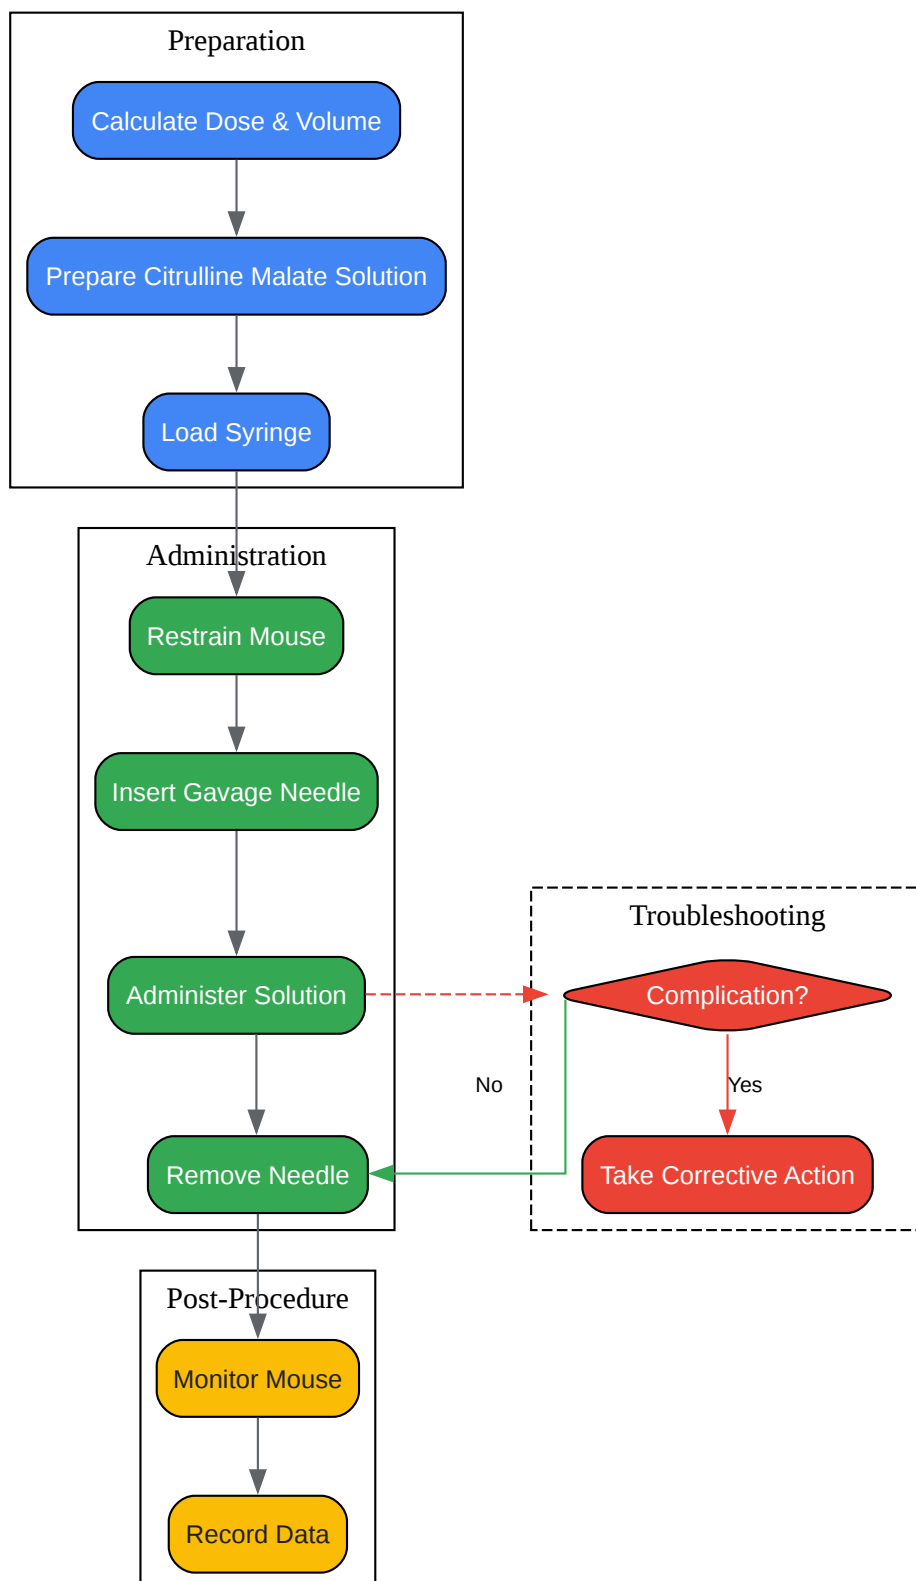 Preparation
Calculate Dose & Volume
Prepare Citrulline Malate Solution
Load Syringe
Administration
Restrain Mouse
Insert Gavage Needle
Administer Solution
Remove Needle
Troubleshooting
Complication?
No
Yes
Take Corrective Action
Post-Procedure
Monitor Mouse
Record Data